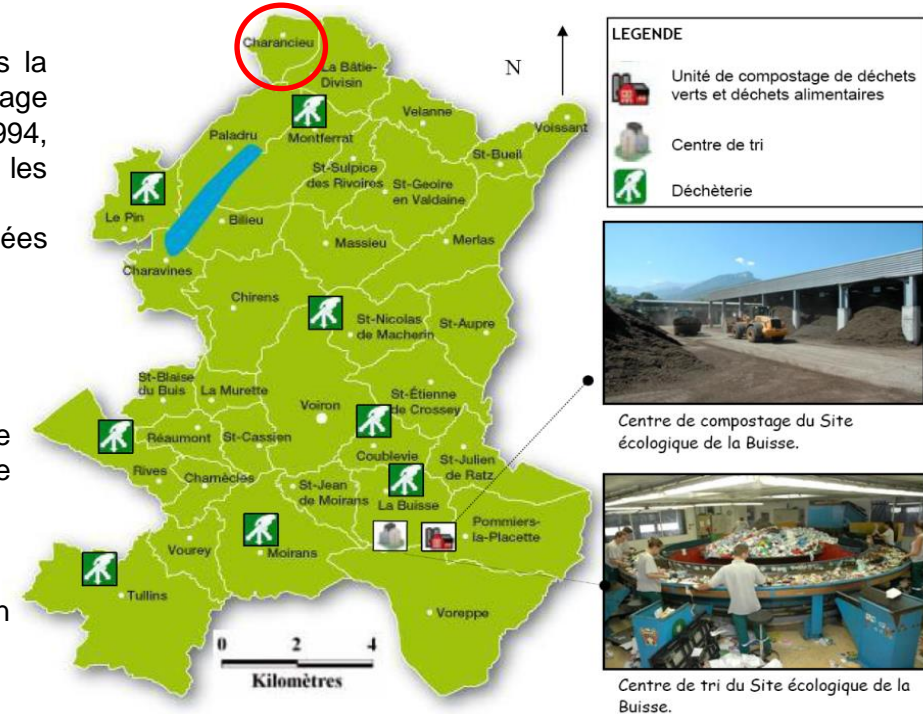 s la
age
994,
les
ées
e
e
n
Charancieu
La Bâtie-
Divisin
N
Velanne
Voissant
Paladru
Montferrat
St-Bueil
St-Sulpice
des Rivoires
St-Geoire
en Valdaine
Le Pin
Bilieu
Massieu
Merlas
Charavines
Chirens
St-Nicolas
de Macherin
St-Aupre
St-Blaise
du Buis
La Murette
Voiron
St-Étienne
de Crossey
Réaumont
St-Cassien
Coublevie
St-Julien
de Ratz
Rives
Chamècles
St-Jean
de Moirans
La Buisse
Pommiers-
la-Placette
Vourey
Moirans
Tullins
Voreppe
0 2 4
Kilomètres
LEGENDE
Unité de compostage de déchets
verts et déchets alimentaires
Centre de tri
Déchèterie
Centre de compostage du Site
écologique de la Buisse.
Centre de tri du Site écologique de la
Buisse.